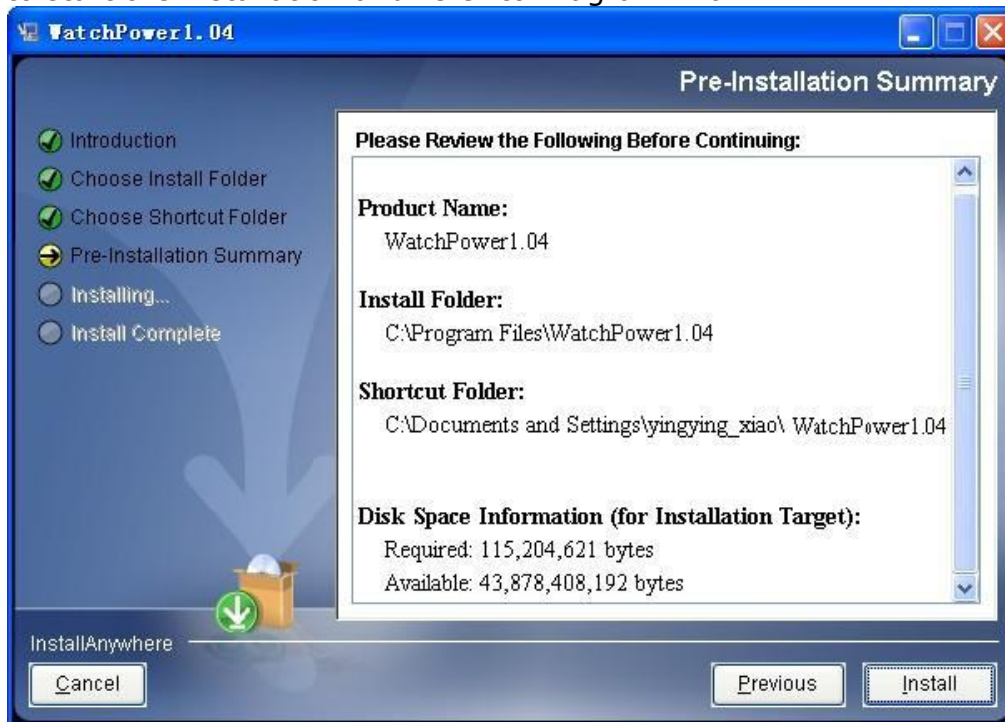 WatchPower1.04
Pre-Installation Summary
Introduction
Choose Install Folder
Choose Shortcut Folder
Pre-Installation Summary
Installing...
Install Complete
Please Review the Following Before Continuing:
Product Name:
WatchPower1.04
Install Folder:
C:\Program Files\WatchPower1.04
Shortcut Folder:
C:\Documents and Settings\yingying_xiao\ WatchPower1.04
Disk Space Information (for Installation Target):
Required: 115,204,621 bytes
Available: 43,878,408,192 bytes
InstallAnywhere
Cancel
Previous
Install